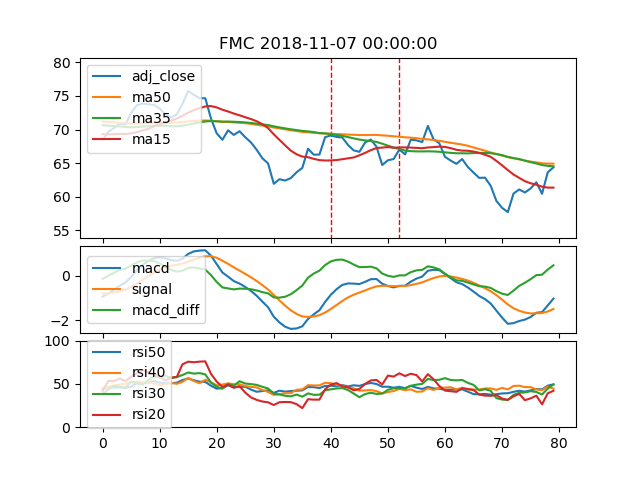 FMC 2018-11-07 00:00:00
80
75
70
65
60
55
adj_close
ma50
ma35
ma15
0
−2
macd
signal
macd_diff
100
50
0
rsi50
rsi40
rsi30
rsi20
0 10 20 30 40 50 60 70 80